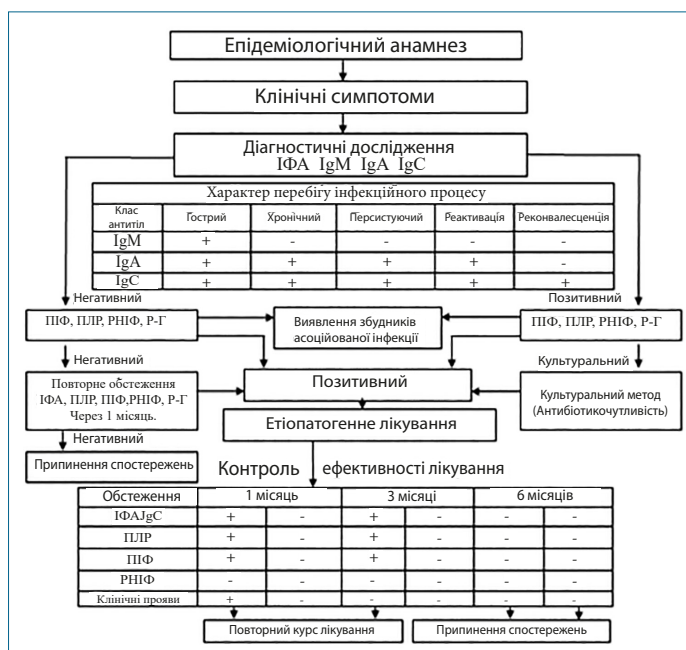 Епідеміологічний анамнез
Клінічні симптоми
Діагностичні дослідження
ІФА IgM IgA IgC
Характер перебігу інфекційного процесу
Клас антитіл Гострий Хронічний Персистуючий Реактивація Реконвалесценція
IgM + - - - -
IgA + + + + -
IgC + + + + +
Негативний Позитивний
ПІФ, ПЛР, РНІФ, Р-Г
Виявлення збудників
асоційованої інфекції
ПІФ, ПЛР, РНІФ, Р-Г
Негативний Культуральний
Повторне обстеження
ІФА, ПЛР, ПІФ,РНІФ, Р-Г
Через 1 місяць.
Позитивний
Культуральний метод
(Антибіотикочутливість)
Етіопатогенне лікування
Негативний
Припинення спостережень
Контроль ефективності лікування
Обстеження 1 місяць 3 місяці 6 місяців
ІФАJgC + - + - - -
ПЛР + - + - - -
ПІФ + - + - - -
РНІФ - - - - - -
Клінічні прояви + - - - - -
Повторний курс лікування Припинення спостережень